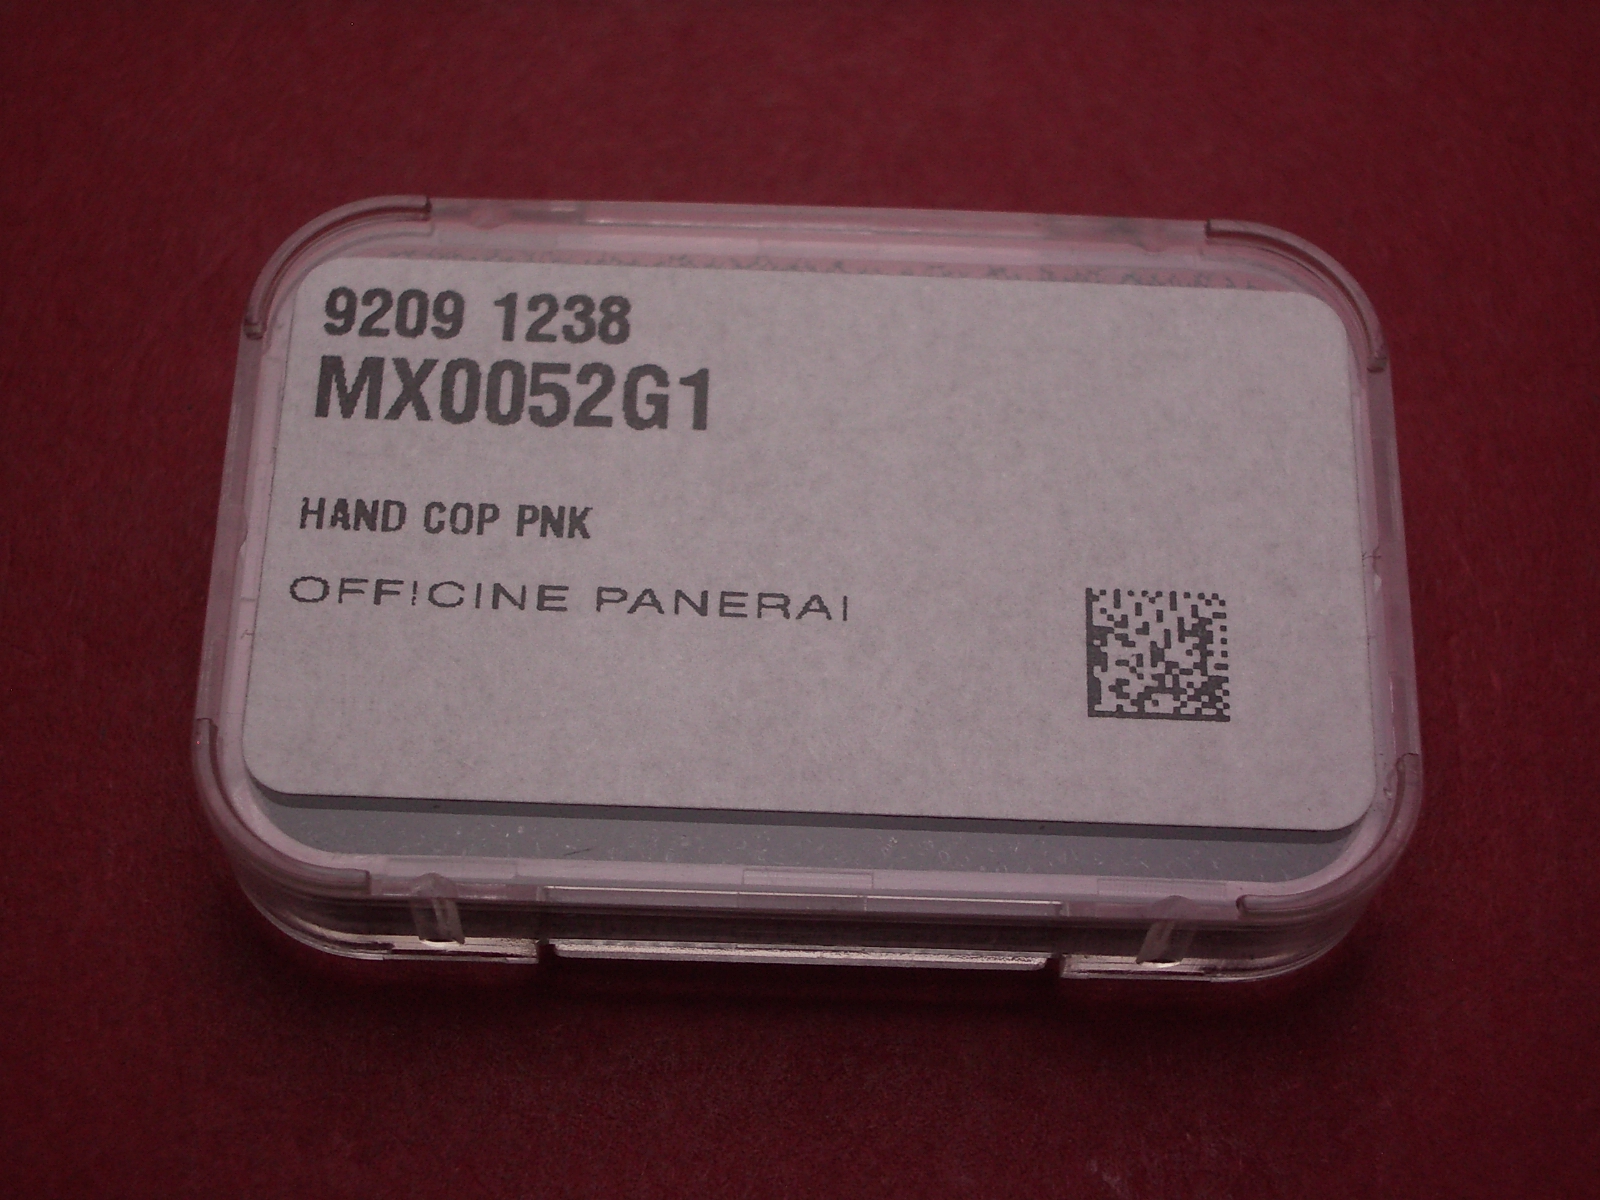 9209 1238
MX0052G1
HAND COP PNK
OFFICINE PANERAI